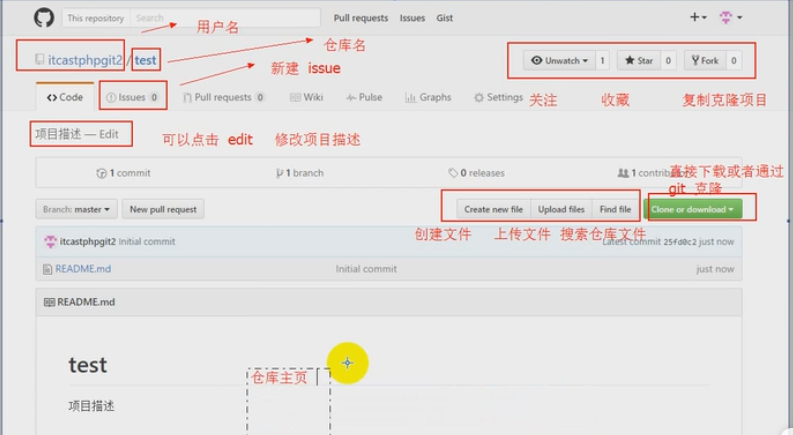 This repository Search Pull requests Issues Gist
用户名
仓库名
itcastphpgit2 / test
Unwatch 1 Star 0 Fork 0
新建 issue
Code Issues 0 Pull requests 0 Wiki Pulse Graphs Settings
关注 收藏 复制克隆项目
项目描述 — Edit
可以点击 edit 修改项目描述
1 commit 1 branch 0 releases 1 contributor
直接下载或者通过
git 克隆
Branch: master New pull request Create new file Upload files Find file Clone or download
创建文件 上传文件 搜索仓库文件
itcastphpgit2 Initial commit Latest commit 25fd0c2 just now
README.md Initial commit just now
README.md
test
仓库主页
项目描述